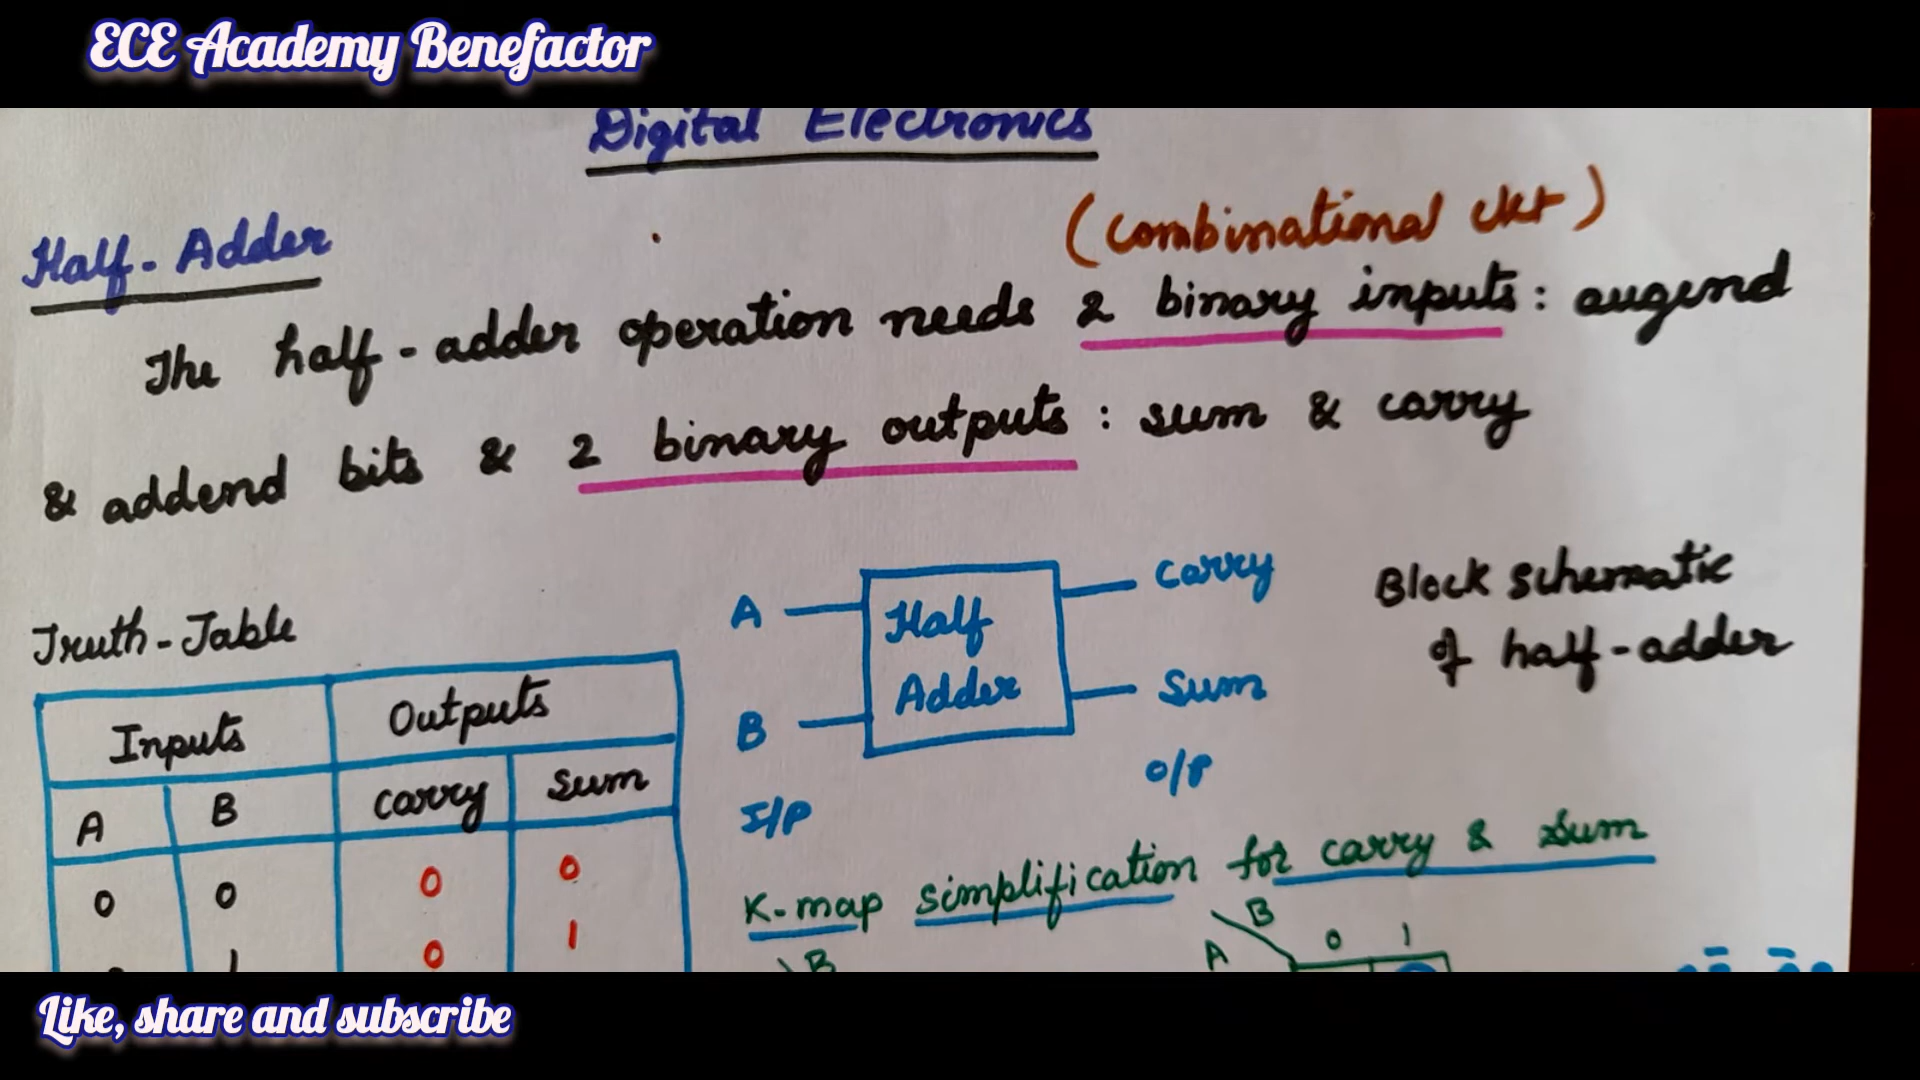 ECE Academy Benefactor
Digital Electronics
Half-Adder
(Combinational ckt)
The half-adder operation needs 2 binary inputs: augend
& addend bits & 2 binary outputs: sum & carry
A
B
I/P
Half
Adder
Carry
Sum
O/P
Block schematic
of half-adder
Truth-Table
Inputs Outputs
A B Carry Sum
0 0 0 0
1 0 1
K-map simplification for carry & sum
B
A B 0 1
Like, share and subscribe